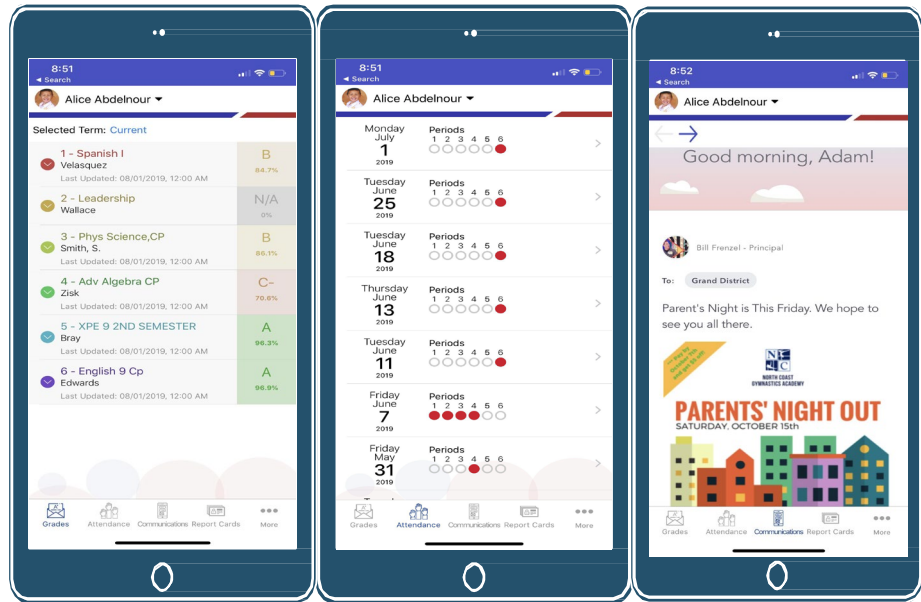 8:51
◄ Search
Alice Abdelnour
Selected Term: Current
1 - Spanish I
Velasquez
Last Updated: 08/01/2019, 12:00 AM
B
84.7%
2 - Leadership
Wallace
N/A
0%
3 - Phys Science,CP
Smith, S.
Last Updated: 08/01/2019, 12:00 AM
B
86.1%
4 - Adv Algebra CP
Zisk
Last Updated: 08/01/2019, 12:00 AM
C-
70.8%
5 - XPE 9 2ND SEMESTER
Bray
Last Updated: 08/01/2019, 12:00 AM
A
96.3%
6 - English 9 Cp
Edwards
Last Updated: 08/01/2019, 12:00 AM
A
96.9%
Grades Attendance Communications Report Cards More
8:51
◄ Search
Alice Abdelnour
Monday
July
1
2019
Periods
1 2 3 4 5 6
Tuesday
June
25
2019
Periods
1 2 3 4 5 6
Tuesday
June
18
2019
Periods
1 2 3 4 5 6
Thursday
June
13
2019
Periods
1 2 3 4 5 6
Tuesday
June
11
2019
Periods
1 2 3 4 5 6
Friday
June
7
2019
Periods
1 2 3 4 5 6
Friday
May
31
2019
Periods
1 2 3 4 5 6
Grades Attendance Communications Report Cards More
8:52
◄ Search
Alice Abdelnour
Good morning, Adam!
Bill Frenzel - Principal
To: Grand District
Parent's Night is This Friday. We hope to
see you all there.
NORTH COAST
GYMNASTICS ACADEMY
PARENTS' NIGHT OUT
SATURDAY, OCTOBER 15th
Grades Attendance Communications Report Cards More